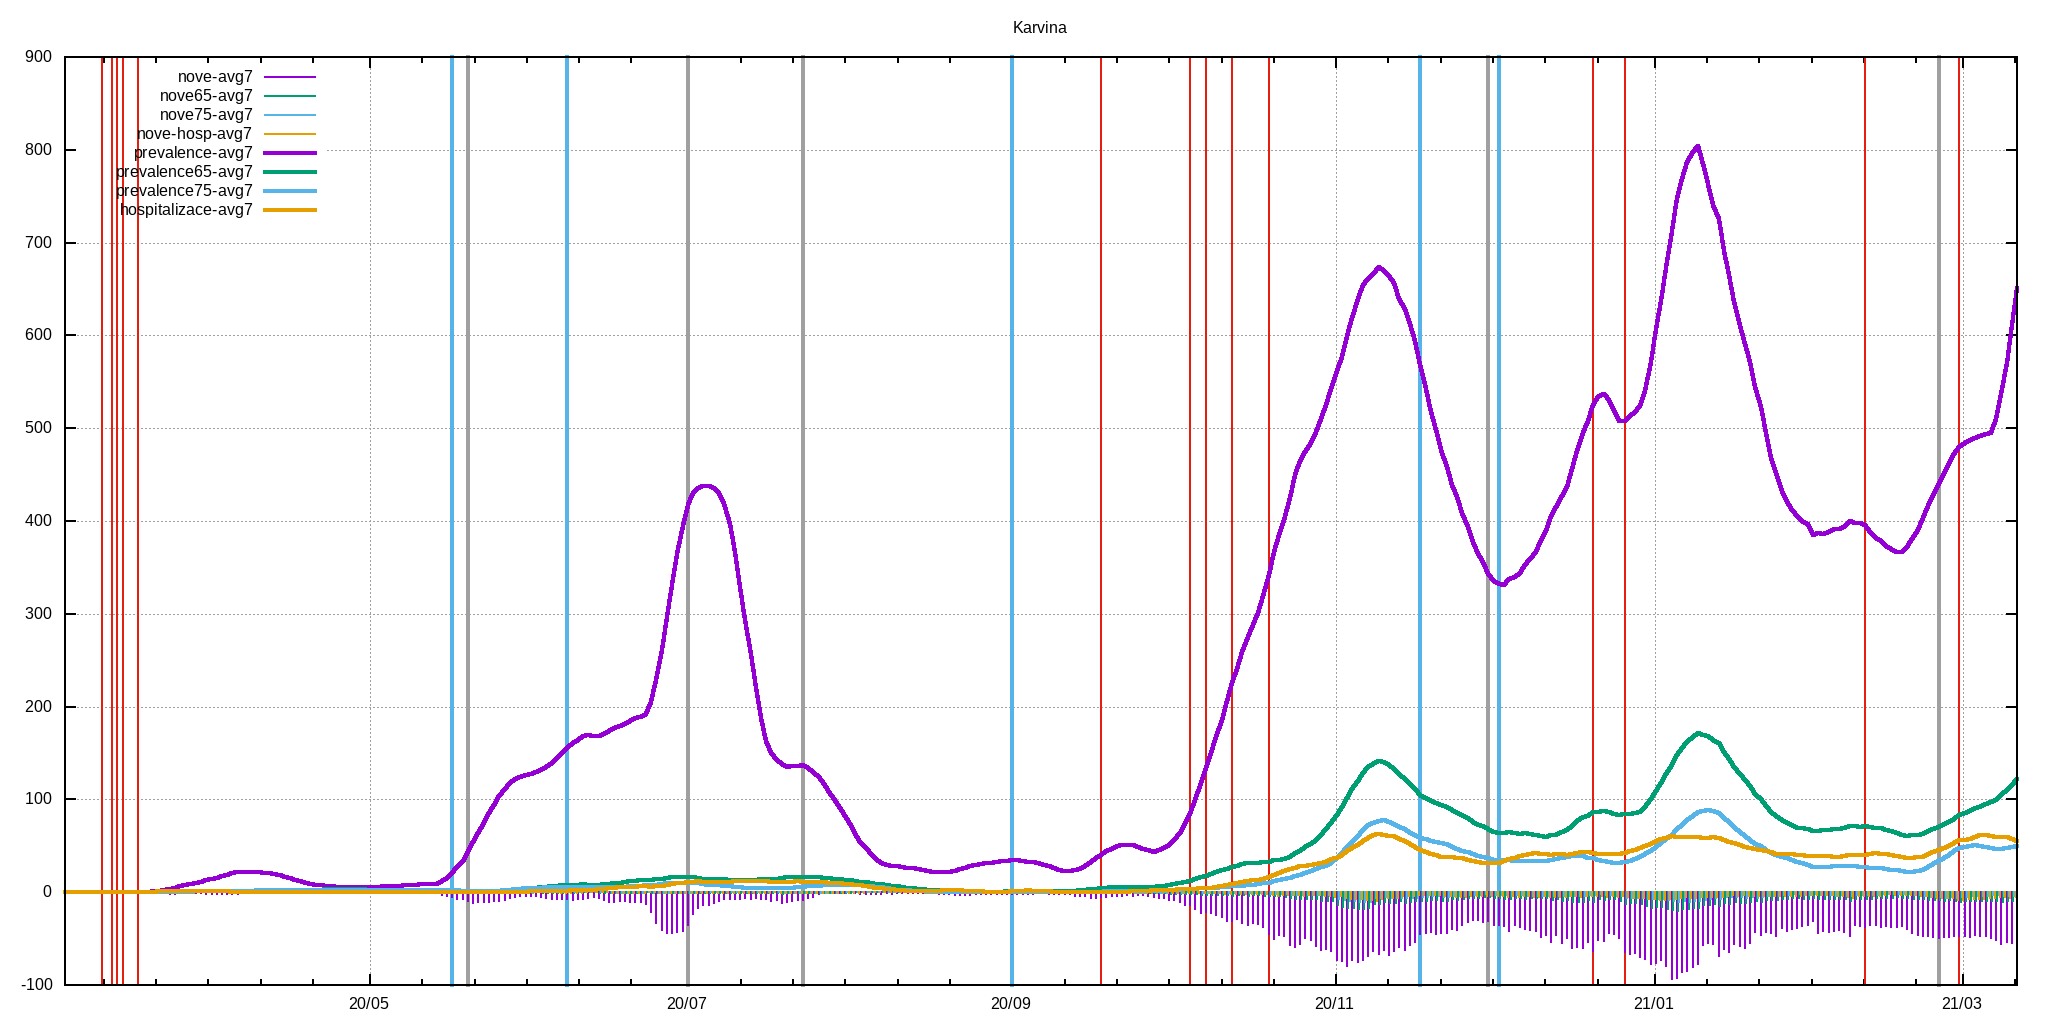 Karvina
900
800
700
600
500
400
300
200
100
0
-100
nove-avg7
nove65-avg7
nove75-avg7
nove-hosp-avg7
prevalence-avg7
prevalence65-avg7
prevalence75-avg7
hospitalizace-avg7
20/05
20/07
20/09
20/11
21/01
21/03